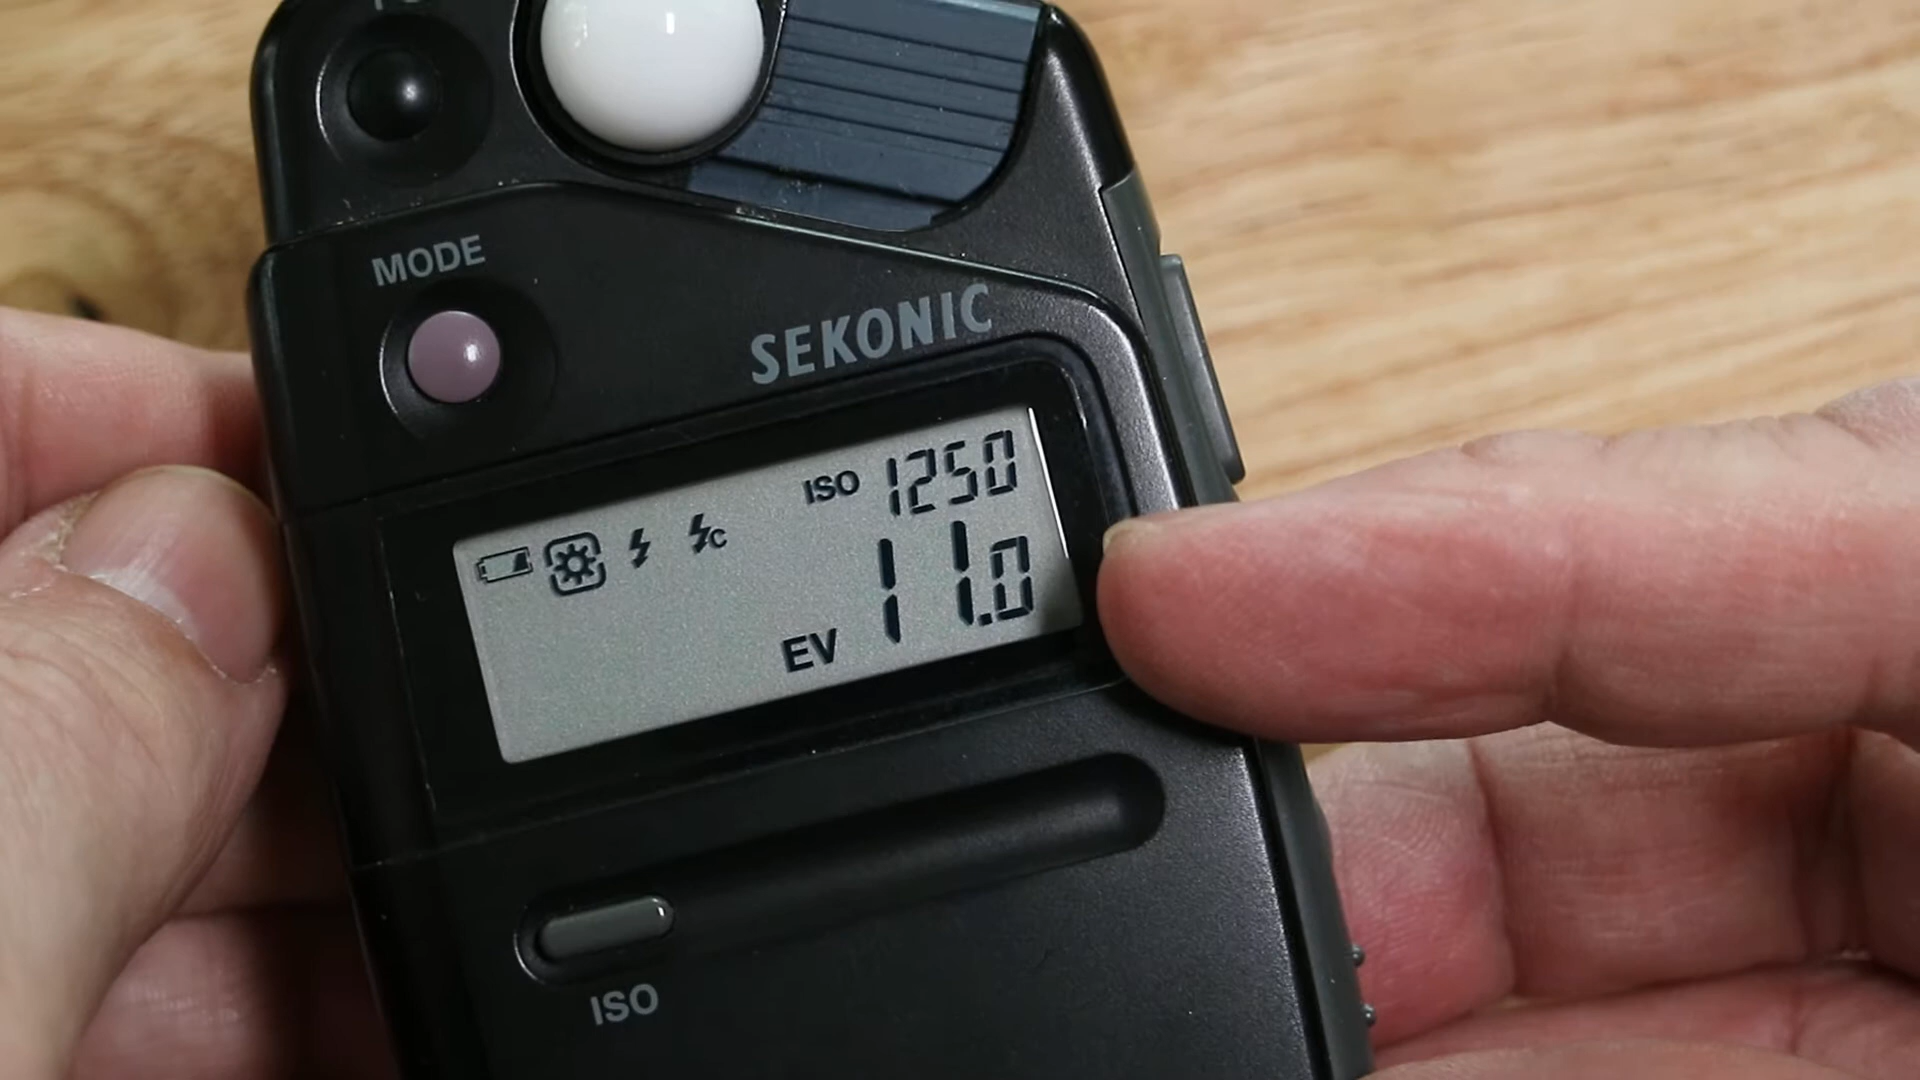 MODE
SEKONIC
ISO 1250
C
EV 11.0
ISO